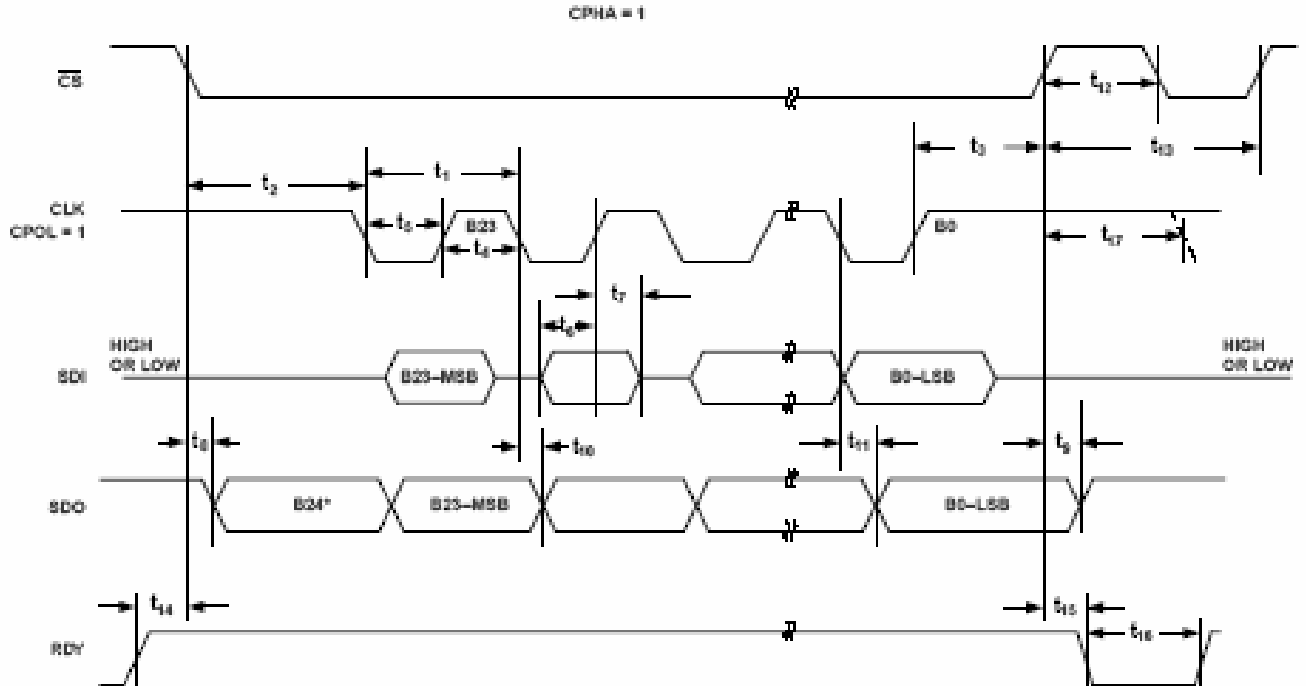 CPHA = 1
CS
t12
t3
t13
t2
t1
CLK
CPOL = 1
t5
B23
t4
B0
t17
t7
t6
HIGH
OR LOW
SDI
B23–MSB
B0–LSB
HIGH
OR LOW
t8
t10
t11
t9
SDO
B24*
B23–MSB
B0–LSB
t14
t15
t16
RDY